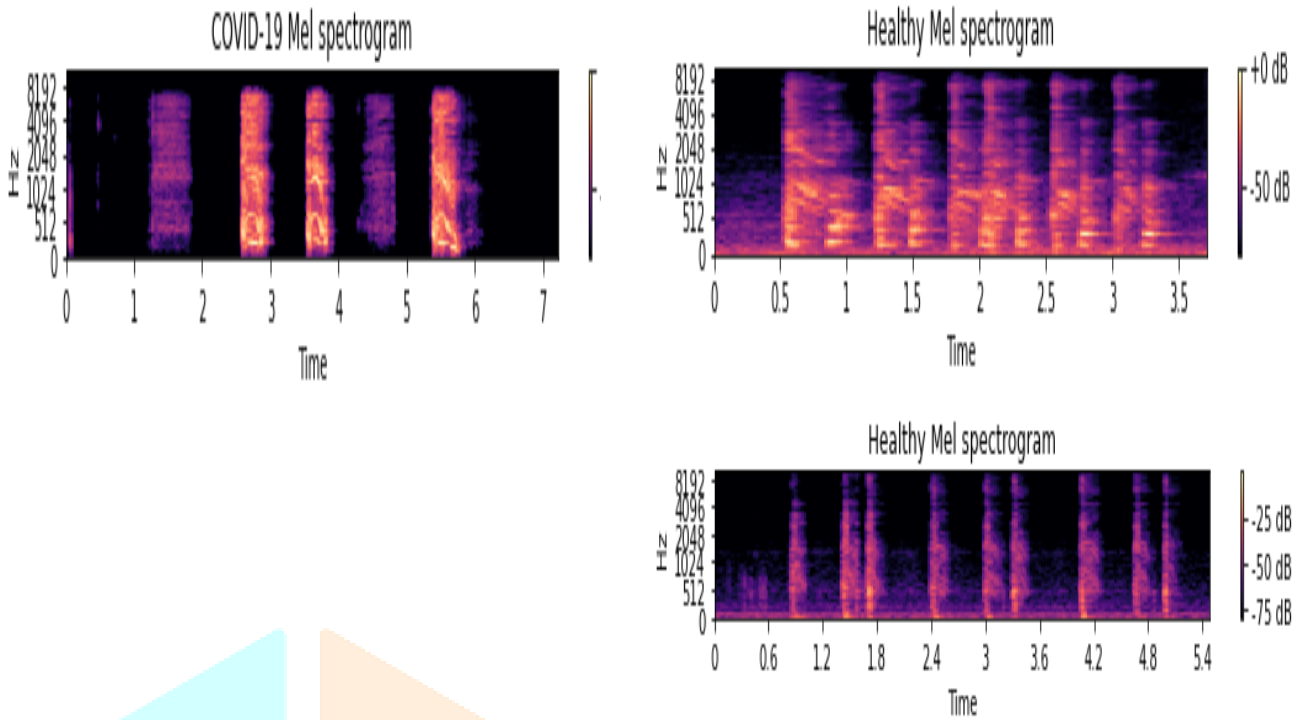 COVID-19 Mel spectrogram
8192
4096
2048
1024
512
0
Hz
0 1 2 3 4 5 6 7
Time
Healthy Mel spectrogram
8192
4096
2048
1024
512
0
Hz
0 0.5 1 1.5 2 2.5 3 3.5
Time
+0 dB
-50 dB
Healthy Mel spectrogram
8192
4096
2048
1024
512
0
Hz
0 0.6 1.2 1.8 2.4 3 3.6 4.2 4.8 5.4
Time
-25 dB
-50 dB
-75 dB